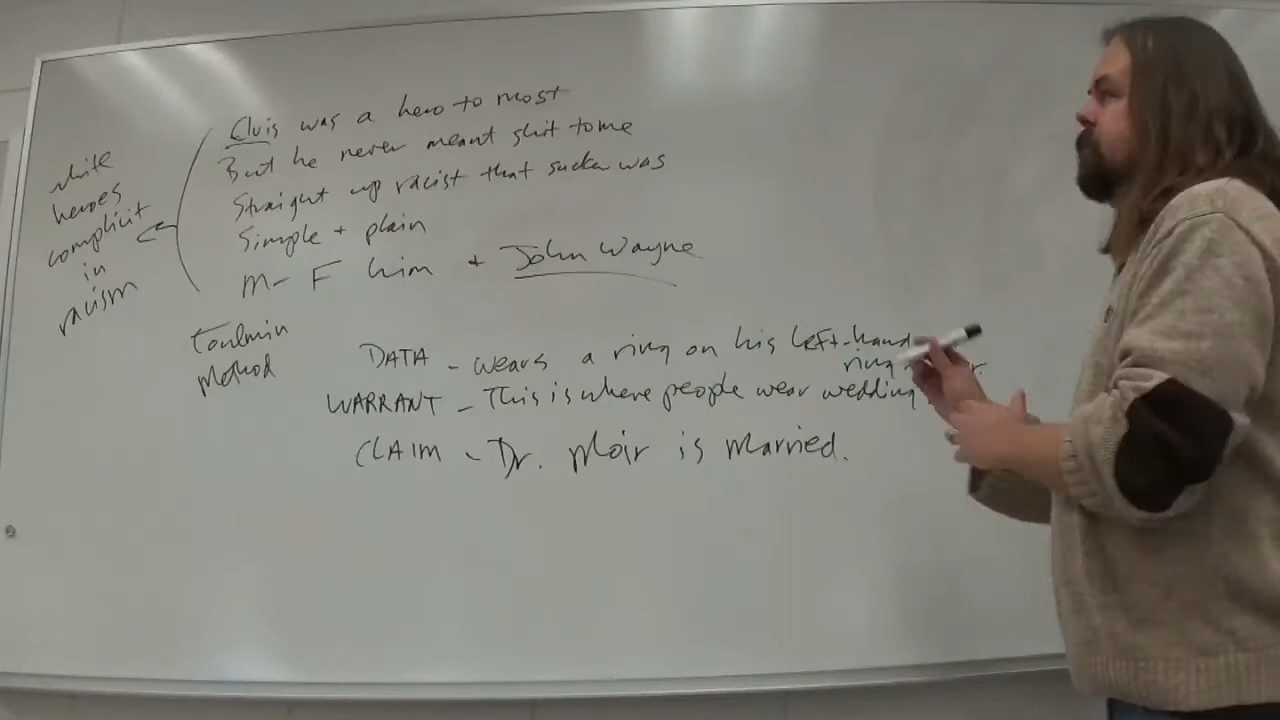 Elvis was a hero to most
But he never meant shit to me
Straight up racist that sucka was
Simple + plain
M-F him + John Wayne
white
heroes
complicit
in
racism
Toulmin
Method
DATA - wears a ring on his left-hand
ring
WARRANT - This is where people wear wedding
CLAIM - Dr. Moir is married.